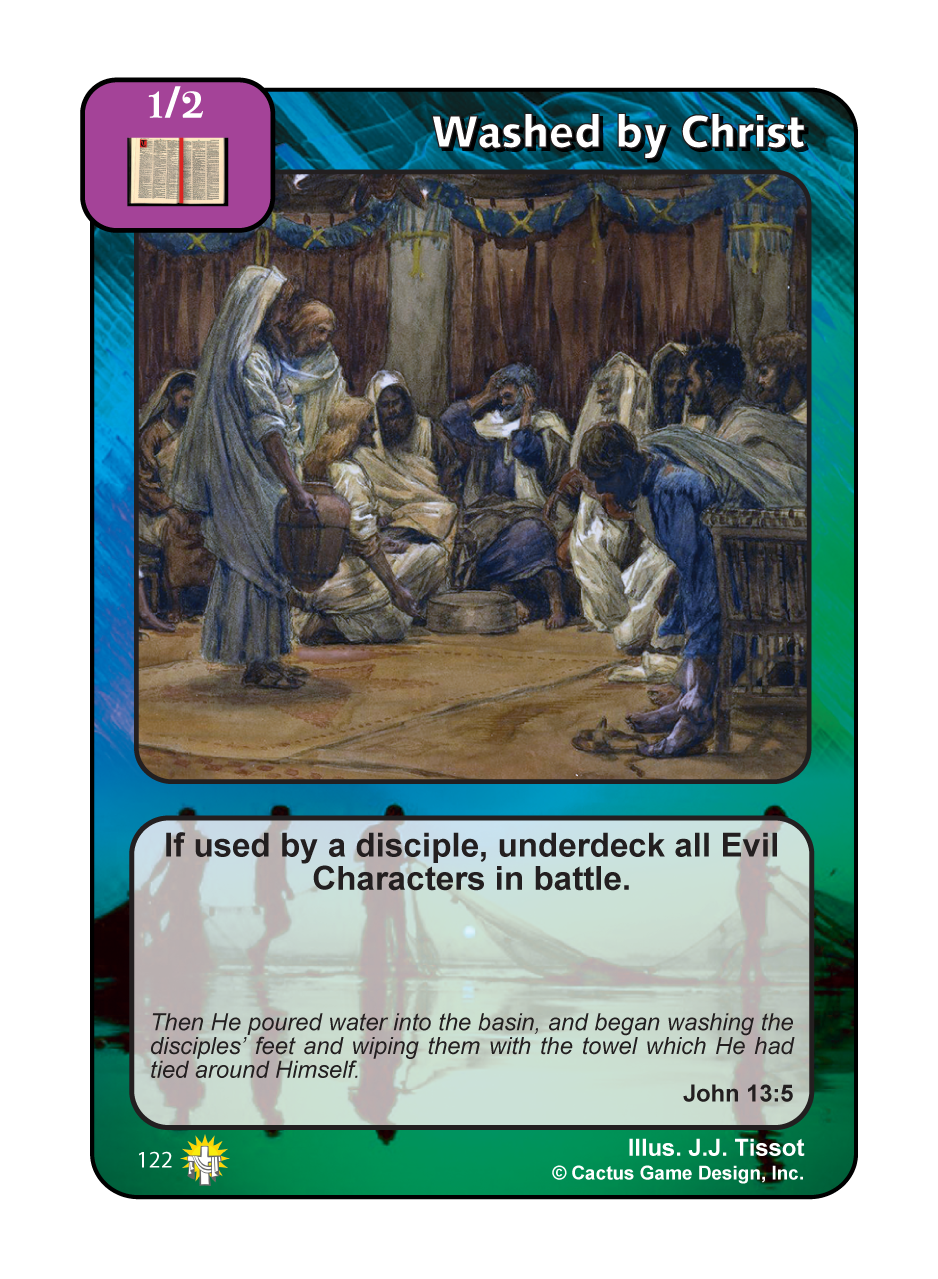 1/2
Washed by Christ
If used by a disciple, underdeck all Evil
Characters in battle.
Then He poured water into the basin, and began washing the
disciples’ feet and wiping them with the towel which He had
tied around Himself.
John 13:5
122
Illus. J.J. Tissot
© Cactus Game Design, Inc.